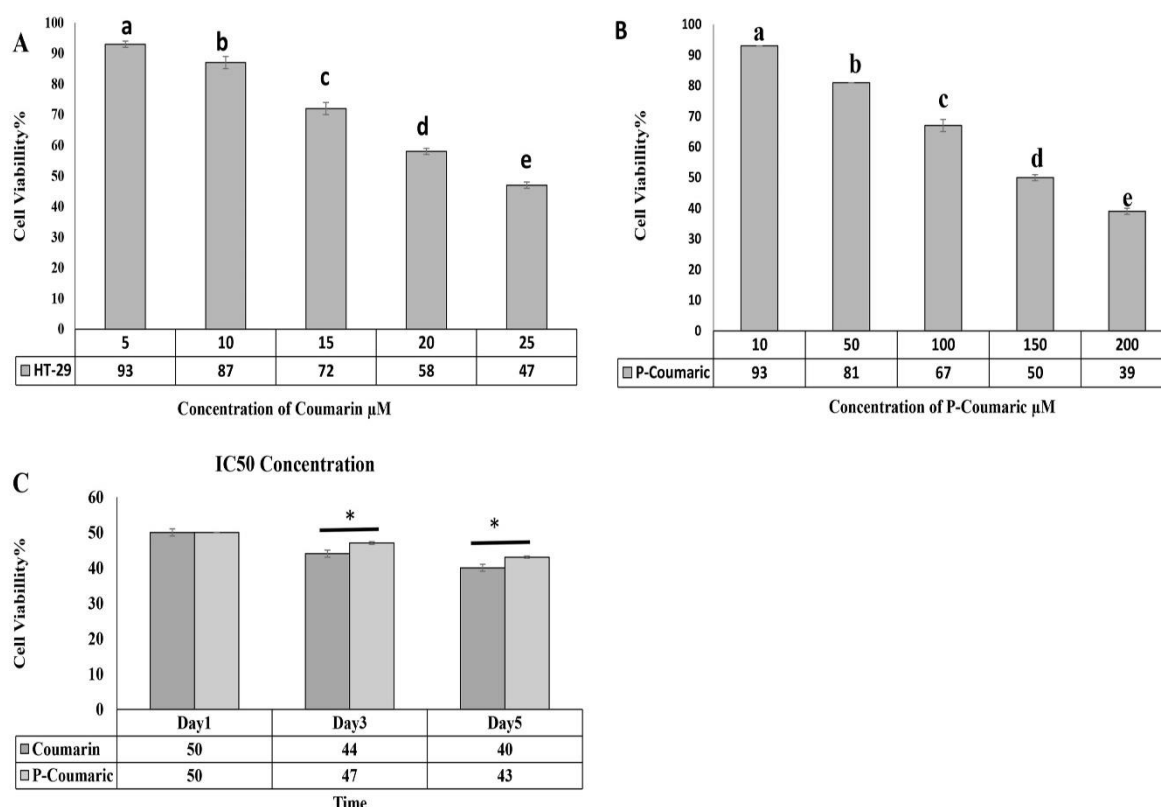 A
Cell Viabillity%
100
90
80
70
60
50
40
30
20
10
0
a
b
c
d
e
5 10 15 20 25
HT-29 93 87 72 58 47
Concentration of Coumarin µM
B
Cell Viability%
100
90
80
70
60
50
40
30
20
10
0
a
b
c
d
e
10 50 100 150 200
P-Coumaric 93 81 67 50 39
Concentration of P-Coumaric µM
C
IC50 Concentration
Cell Viabillity%
60
50
40
30
20
10
0
*
*
Day1 Day3 Day5
Coumarin 50 44 40
P-Coumaric 50 47 43
Time